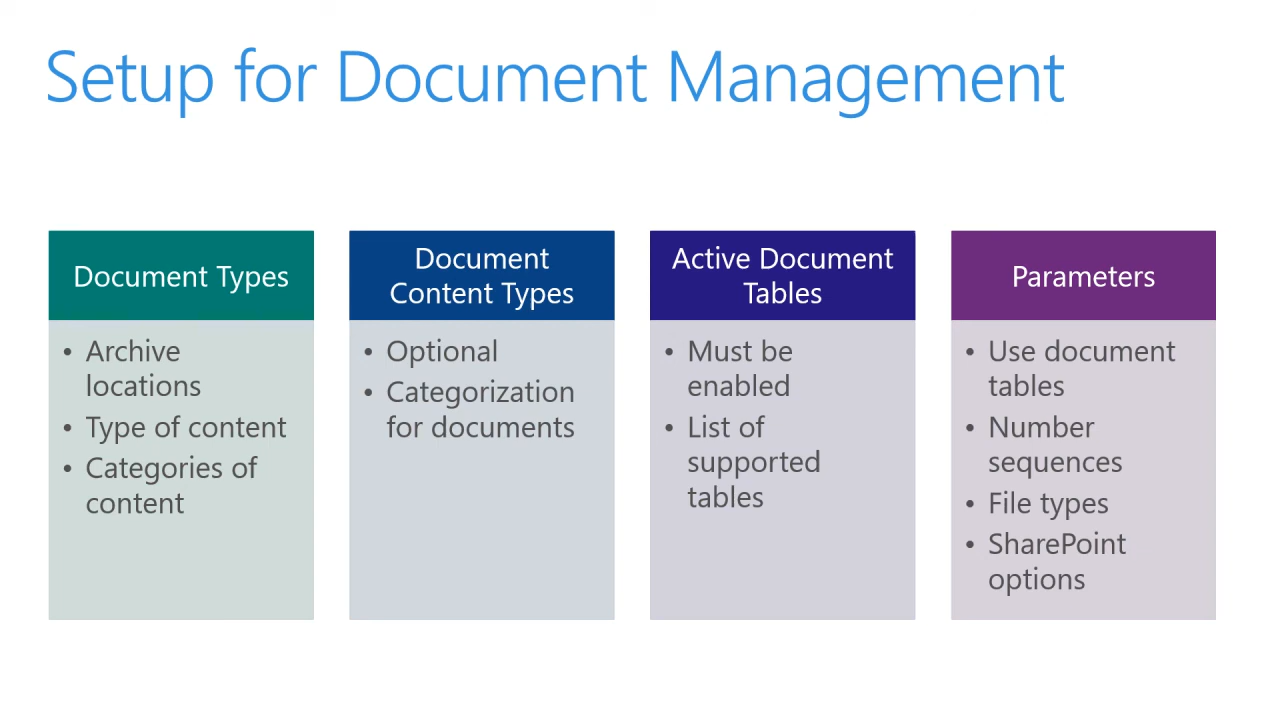 Setup for Document Management
Document Types
• Archive
locations
• Type of content
• Categories of
content
Document
Content Types
• Optional
• Categorization
for documents
Active Document
Tables
• Must be
enabled
• List of
supported
tables
Parameters
• Use document
tables
• Number
sequences
• File types
• SharePoint
options